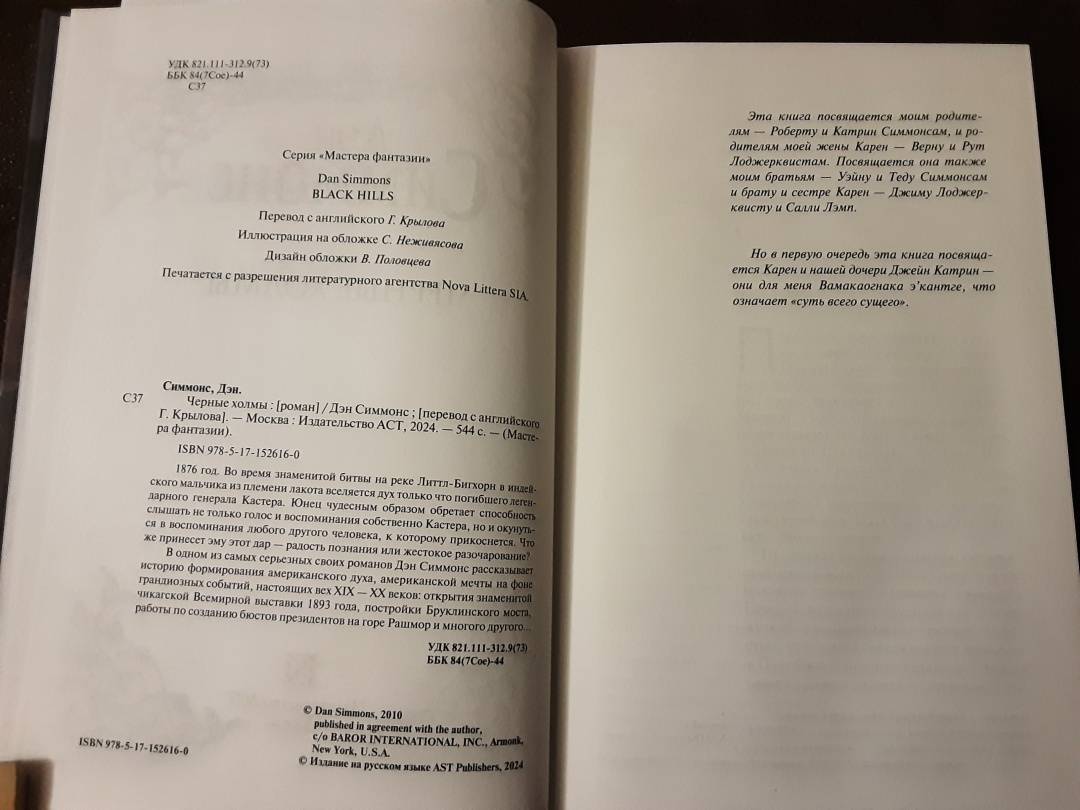 УДК 821.111-312.9(73)
ББК 84(7Сое)-44
С37
Серия «Мастера фантазии»
Dan Simmons
BLACK HILLS
Перевод с английского Г. Крылова
Иллюстрация на обложке С. Неживясова
Дизайн обложки В. Половцева
Печатается с разрешения литературного агентства Nova Littera SIA.
Симмонс, Дэн.
С37
Черные холмы : [роман] / Дэн Симмонс ; [перевод с английского
Г. Крылова]. — Москва : Издательство АСТ, 2024. — 544 с. — (Масте-
ра фантазии).
ISBN 978-5-17-152616-0
1876 год. Во время знаменитой битвы на реке Литтл-Бигхорн в индей-
ского мальчика из племени лакота вселяется дух только что погибшего леген-
дарного генерала Кастера. Юнец чудесным образом обретает способность
слышать не только голос и воспоминания собственно Кастера, но и окунуть-
ся в воспоминания любого другого человека, к которому прикоснется. Что
же принесет эму этот дар — радость познания или жестокое разочарование?
В одном из самых серьезных своих романов Дэн Симмонс рассказывает
историю формирования американского духа, американской мечты на фоне
грандиозных событий, настоящих вех XIX — XX веков: открытия знаменитой
чикагской Всемирной выставки 1893 года, постройки Бруклинского моста,
работы по созданию бюстов президентов на горе Рашмор и многого другого...
УДК 821.111-312.9(73)
ББК 84(7Сое)-44
© Dan Simmons, 2010
published in agreement with the author,
c/o BAROR INTERNATIONAL, INC., Armonk,
New York, U.S.A.
© Издание на русском языке AST Publishers, 2024
ISBN 978-5-17-152616-0
Эта книга посвящается моим родите-
лям — Роберту и Катрин Симмонсам, и ро-
дителям моей жены Карен — Верну и Рут
Лоджерквистам. Посвящается она также
моим братьям — Уэйну и Теду Симмонсам
и брату и сестре Карен — Джиму Лоджер-
квисту и Салли Лэмп.
Но в первую очередь эта книга посвяща-
ется Карен и нашей дочери Джейн Катрин —
они для меня Вамакаогнака э'кантге, что
означает «суть всего сущего».